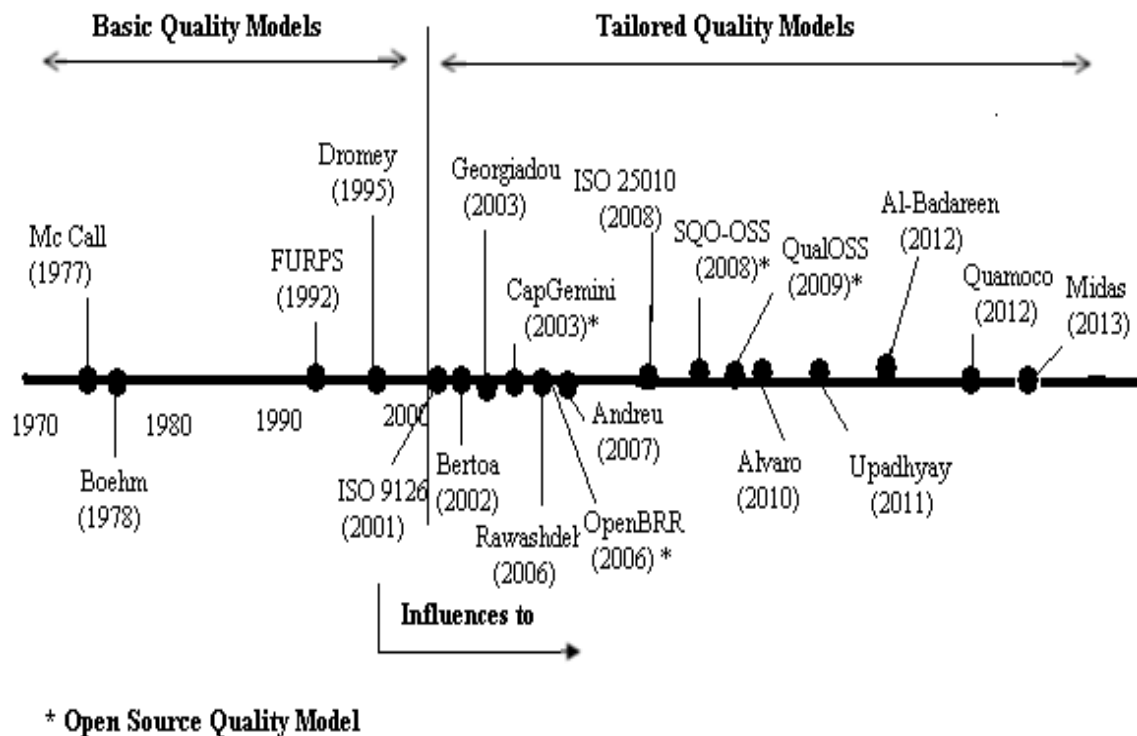 Basic Quality Models
Tailored Quality Models
Mc Call
(1977)
Boehm
(1978)
FURPS
(1992)
Dromey
(1995)
ISO 9126
(2001)
Bertoa
(2002)
Georgiadou
(2003)
CapGemini
(2003)*
Rawashdeh
(2006)
OpenBRR
(2006) *
Andreu
(2007)
ISO 25010
(2008)
SQO-OSS
(2008)*
QualOSS
(2009)*
Alvaro
(2010)
Upadhyay
(2011)
Al-Badareen
(2012)
Quamoco
(2012)
Midas
(2013)
1970
1980
1990
2000
Influences to
* Open Source Quality Model